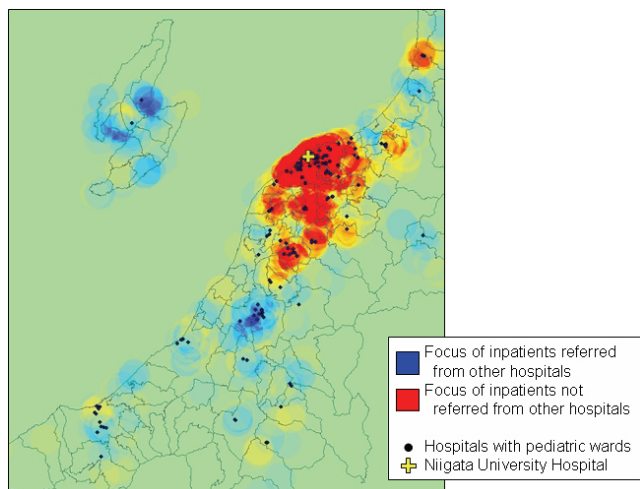 Focus of inpatients referred
from other hospitals
Focus of inpatients not
referred from other hospitals
Hospitals with pediatric wards
Niigata University Hospital